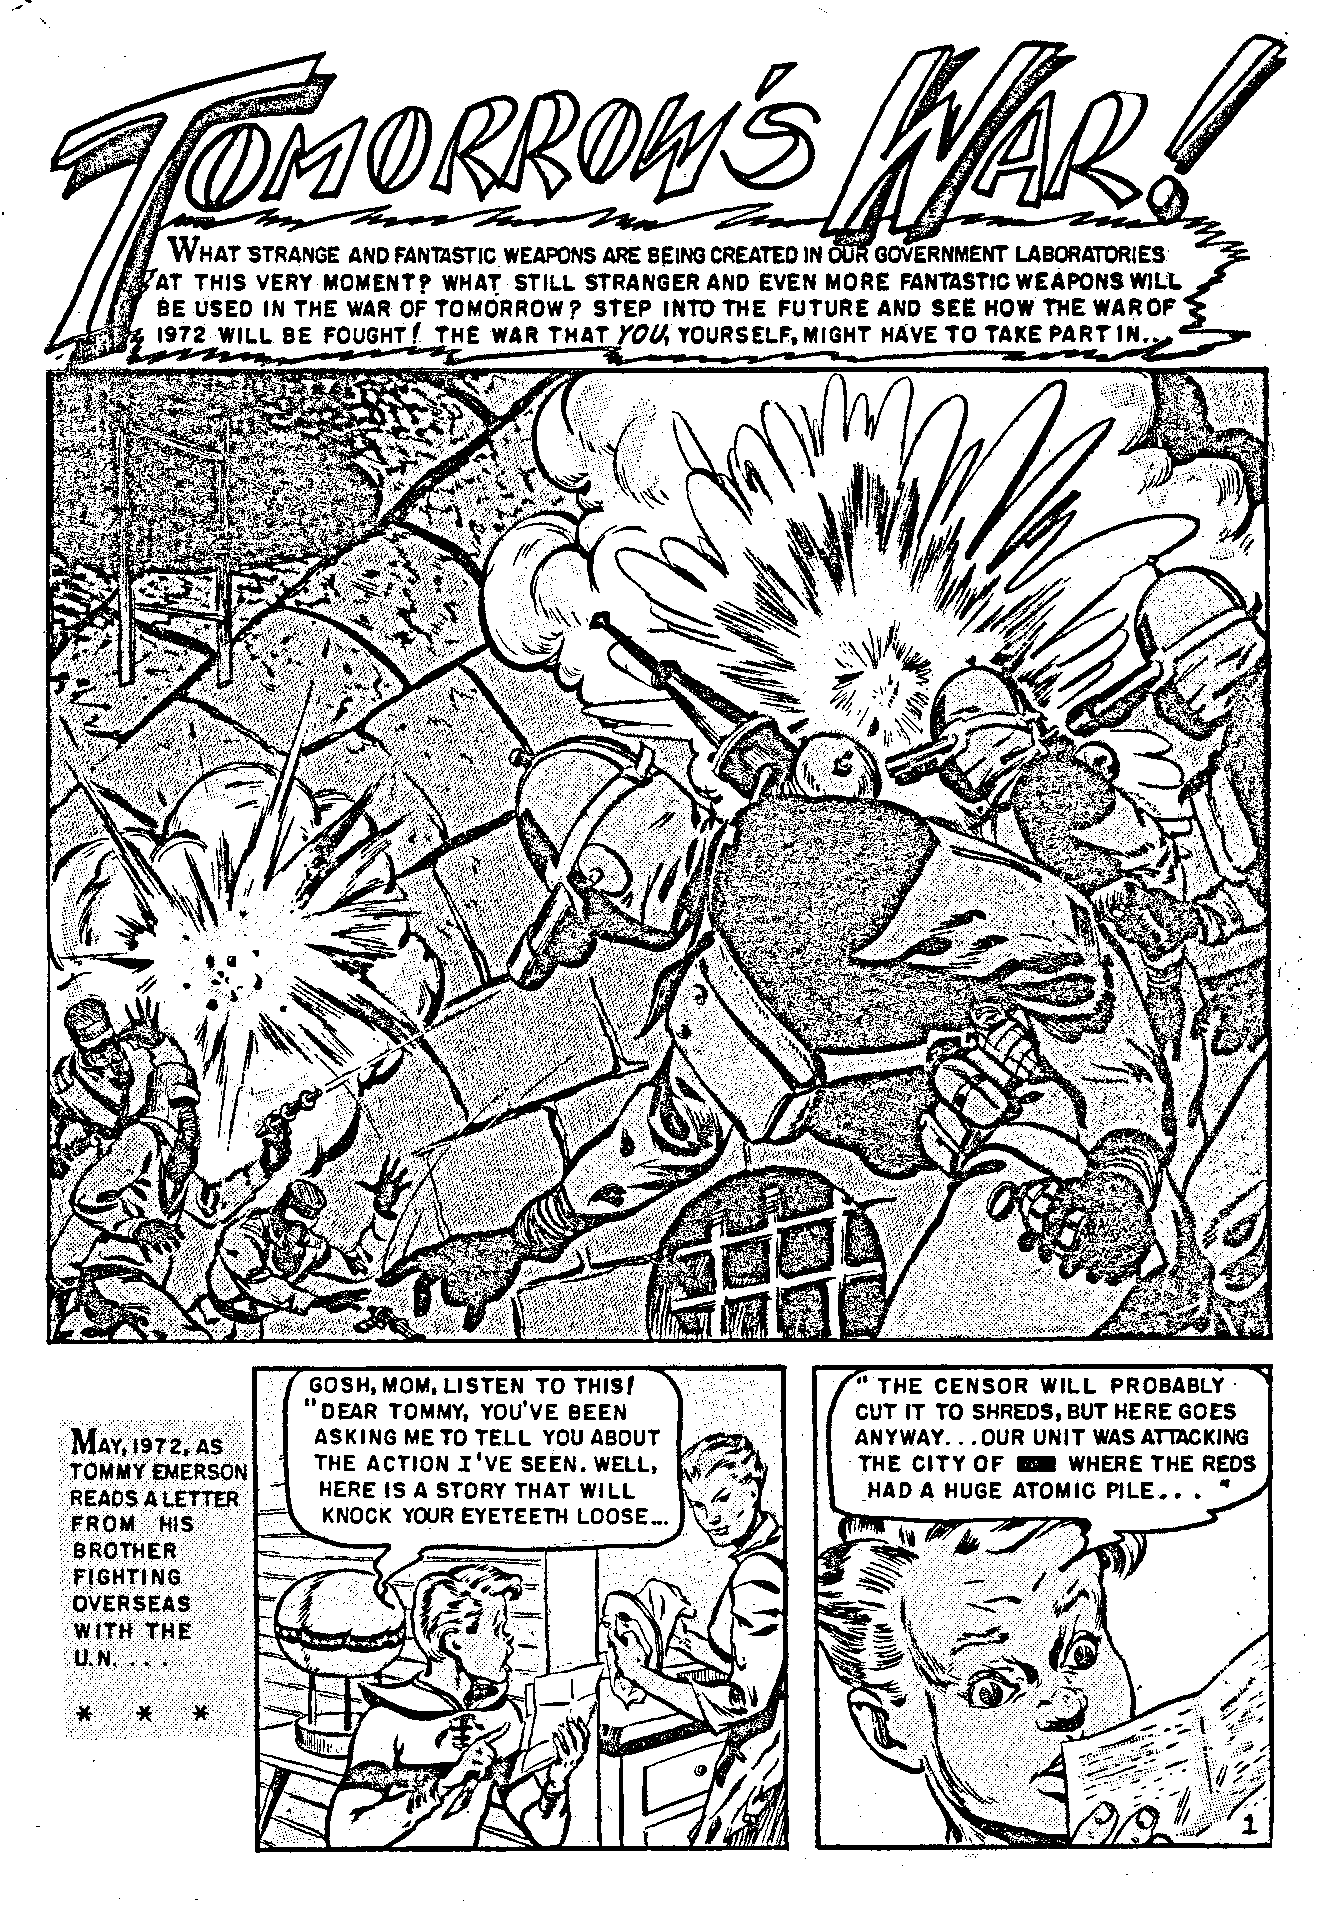 TOMORROW'S WAR!
WHAT STRANGE AND FANTASTIC WEAPONS ARE BEING CREATED IN OUR GOVERNMENT LABORATORIES
AT THIS VERY MOMENT? WHAT STILL STRANGER AND EVEN MORE FANTASTIC WEAPONS WILL
BE USED IN THE WAR OF TOMORROW? STEP INTO THE FUTURE AND SEE HOW THE WAR OF
1972 WILL BE FOUGHT! THE WAR THAT YOU, YOURSELF, MIGHT HAVE TO TAKE PART IN...
MAY, 1972, AS
TOMMY EMERSON
READS A LETTER
FROM HIS
BROTHER
FIGHTING
OVERSEAS
WITH THE
U.N. . . .
* * *
GOSH, MOM, LISTEN TO THIS!
"DEAR TOMMY, YOU'VE BEEN
ASKING ME TO TELL YOU ABOUT
THE ACTION I'VE SEEN. WELL,
HERE IS A STORY THAT WILL
KNOCK YOUR EYETEETH LOOSE...
" THE CENSOR WILL PROBABLY
CUT IT TO SHREDS, BUT HERE GOES
ANYWAY...OUR UNIT WAS ATTACKING
THE CITY OF WHERE THE REDS
HAD A HUGE ATOMIC PILE... "
1